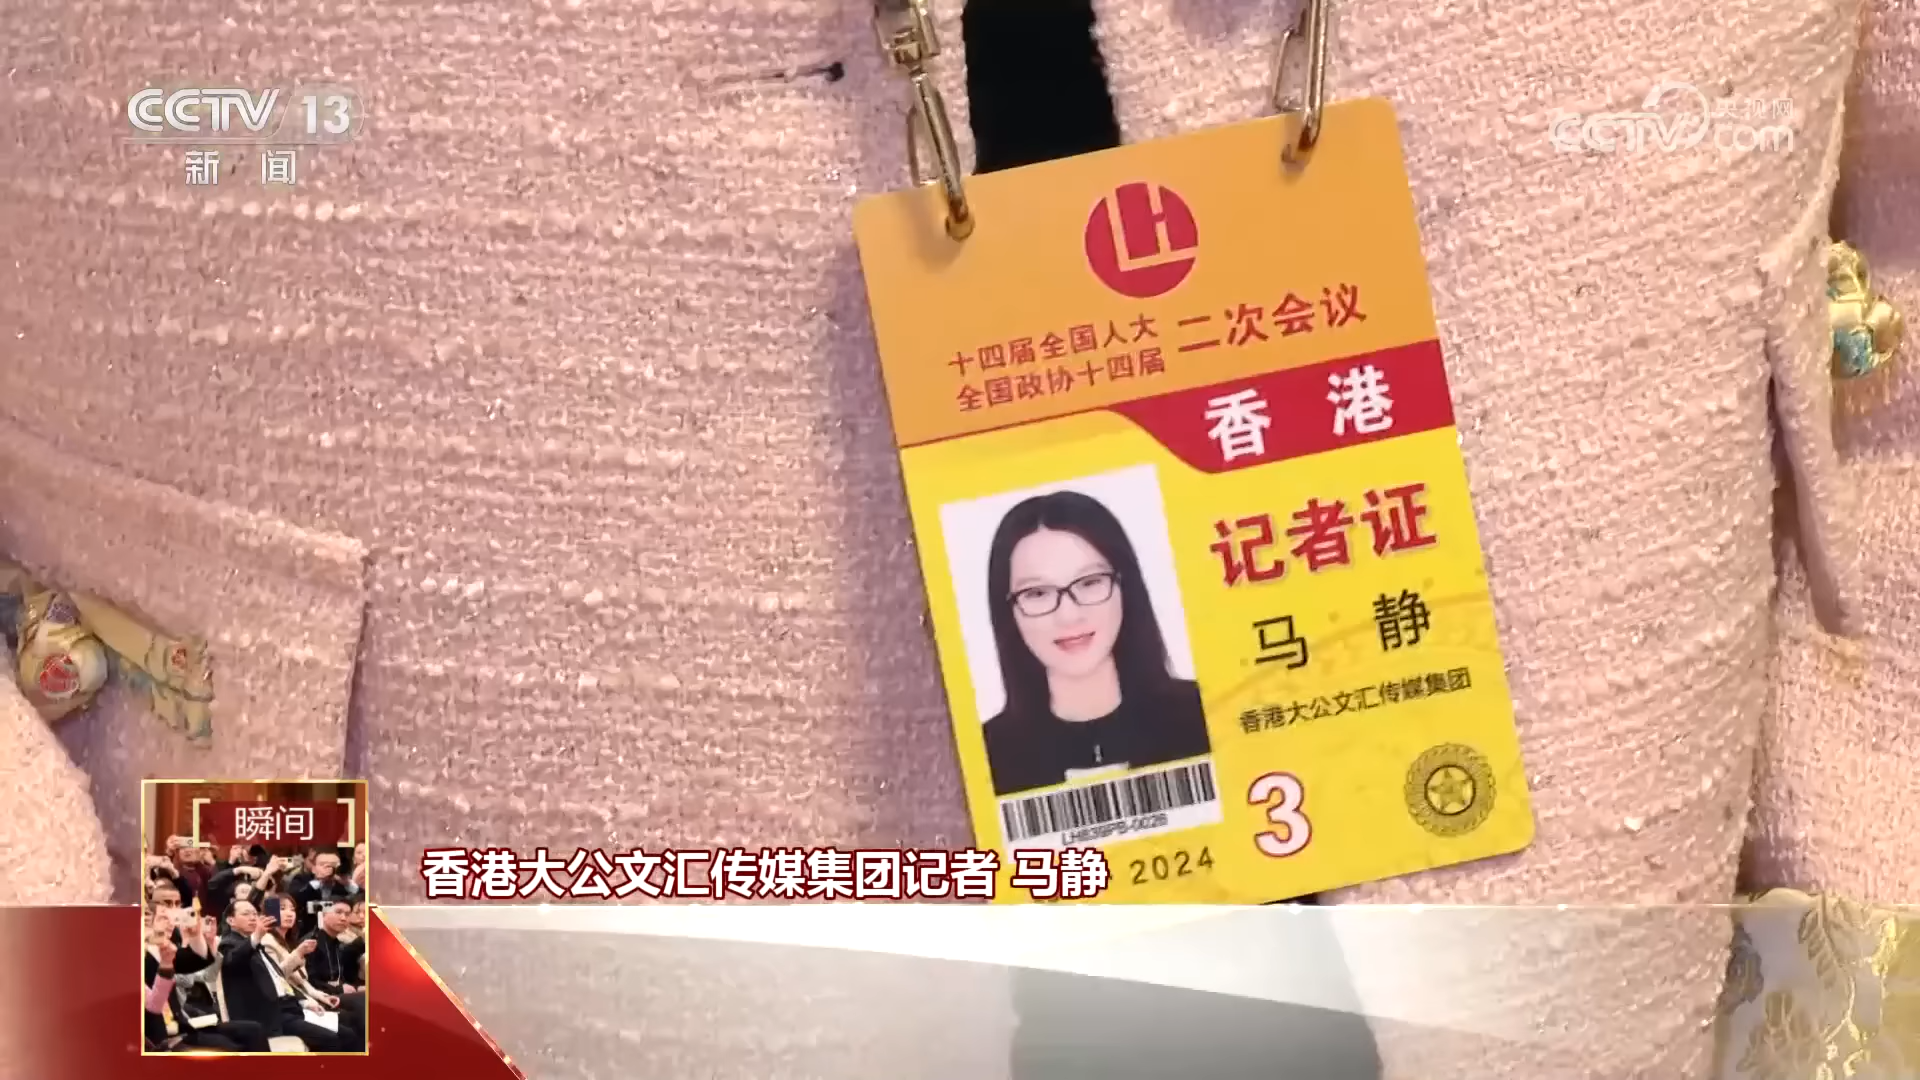 CCTV 13
新闻
央视网
CCTV.com
LH
十四届全国人大
全国政协十四届
二次会议
香港
记者证
马静
香港大公文汇传媒集团
3
2024
瞬间
香港大公文汇传媒集团记者 马静